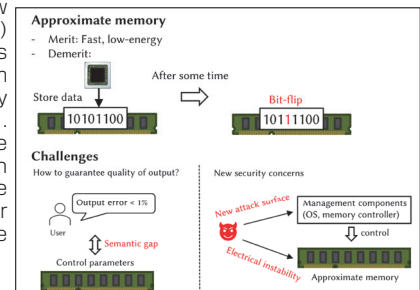 Approximate memory
- Merit: Fast, low-energy
- Demerit:
After some time
Store data
Bit-flip
10101100
10111100
Challenges
How to guarantee quality of output?
Output error < 1%
User
Semantic gap
Control parameters
New security concerns
New attack surface
Management components
(OS, memory controller)
control
Electrical instability
Approximate memory